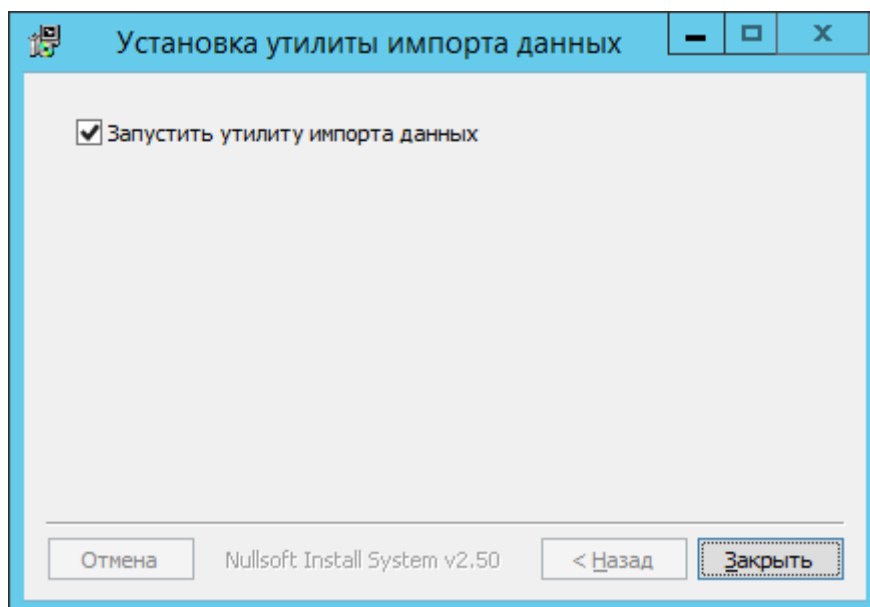 Установка утилиты импорта данных
Запустить утилиту импорта данных
Отмена
Nullsoft Install System v2.50
< Назад
Закрыть